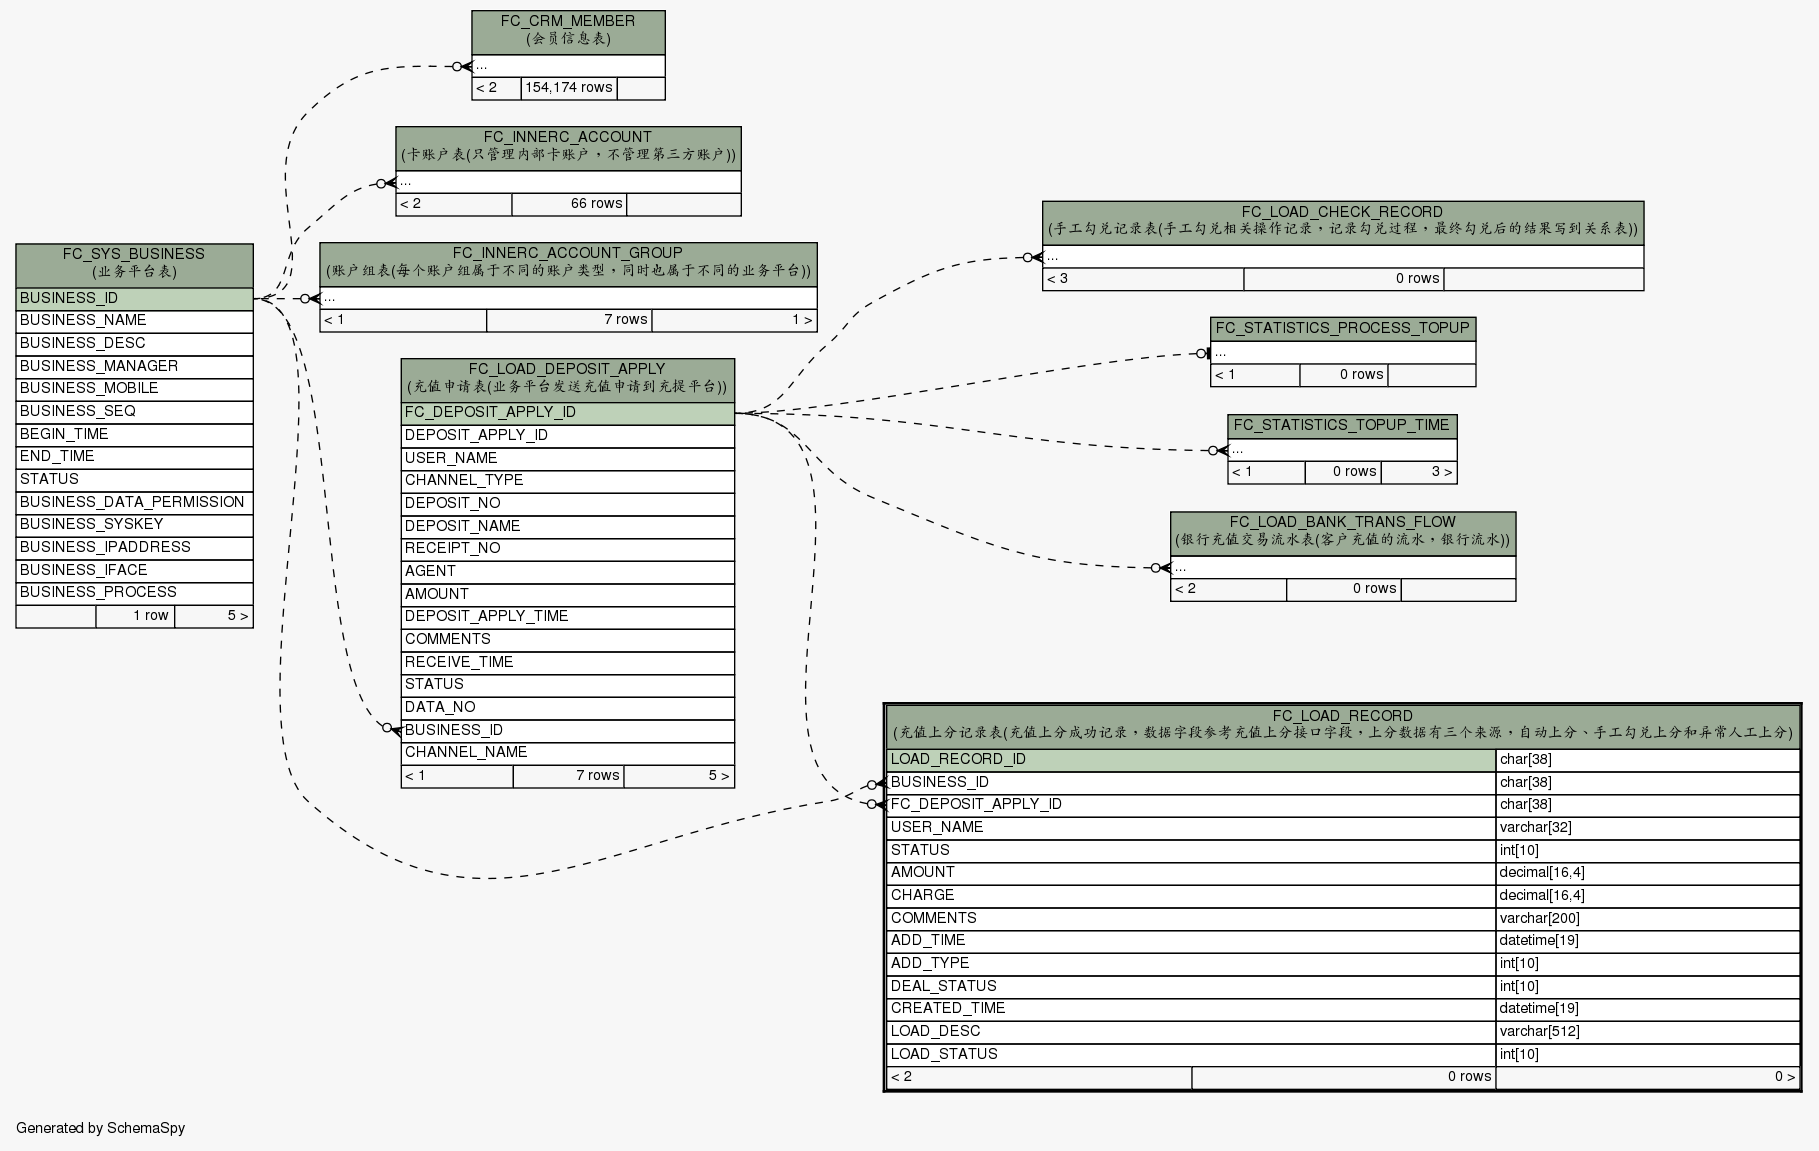 FC_CRM_MEMBER
(会员信息表)
...
< 2 154,174 rows
FC_INNERC_ACCOUNT
(卡账户表(只管理内部卡账户，不管理第三方账户))
...
< 2 66 rows
FC_INNERC_ACCOUNT_GROUP
(账户组表(每个账户组属于不同的账户类型，同时也属于不同的业务平台))
...
< 1 7 rows 1 >
FC_SYS_BUSINESS
(业务平台表)
BUSINESS_ID
BUSINESS_NAME
BUSINESS_DESC
BUSINESS_MANAGER
BUSINESS_MOBILE
BUSINESS_SEQ
BEGIN_TIME
END_TIME
STATUS
BUSINESS_DATA_PERMISSION
BUSINESS_SYSKEY
BUSINESS_IPADDRESS
BUSINESS_IFACE
BUSINESS_PROCESS
1 row 5 >
FC_LOAD_DEPOSIT_APPLY
(充值申请表(业务平台发送充值申请到充提平台))
FC_DEPOSIT_APPLY_ID
DEPOSIT_APPLY_ID
USER_NAME
CHANNEL_TYPE
DEPOSIT_NO
DEPOSIT_NAME
RECEIPT_NO
AGENT
AMOUNT
DEPOSIT_APPLY_TIME
COMMENTS
RECEIVE_TIME
STATUS
DATA_NO
BUSINESS_ID
CHANNEL_NAME
< 1 7 rows 5 >
FC_LOAD_CHECK_RECORD
(手工勾兑记录表(手工勾兑相关操作记录，记录勾兑过程，最终勾兑后的结果写到关系表))
...
< 3 0 rows
FC_STATISTICS_PROCESS_TOPUP
...
< 1 0 rows
FC_STATISTICS_TOPUP_TIME
...
< 1 0 rows 3 >
FC_LOAD_BANK_TRANS_FLOW
(银行充值交易流水表(客户充值的流水，银行流水))
...
< 2 0 rows
FC_LOAD_RECORD
(充值上分记录表(充值上分成功记录，数据字段参考充值上分接口字段，上分数据有三个来源，自动上分、手工勾兑上分和异常人工上分)
LOAD_RECORD_ID char[38]
BUSINESS_ID char[38]
FC_DEPOSIT_APPLY_ID char[38]
USER_NAME varchar[32]
STATUS int[10]
AMOUNT decimal[16,4]
CHARGE decimal[16,4]
COMMENTS varchar[200]
ADD_TIME datetime[19]
ADD_TYPE int[10]
DEAL_STATUS int[10]
CREATED_TIME datetime[19]
LOAD_DESC varchar[512]
LOAD_STATUS int[10]
< 2 0 rows 0 >
Generated by SchemaSpy